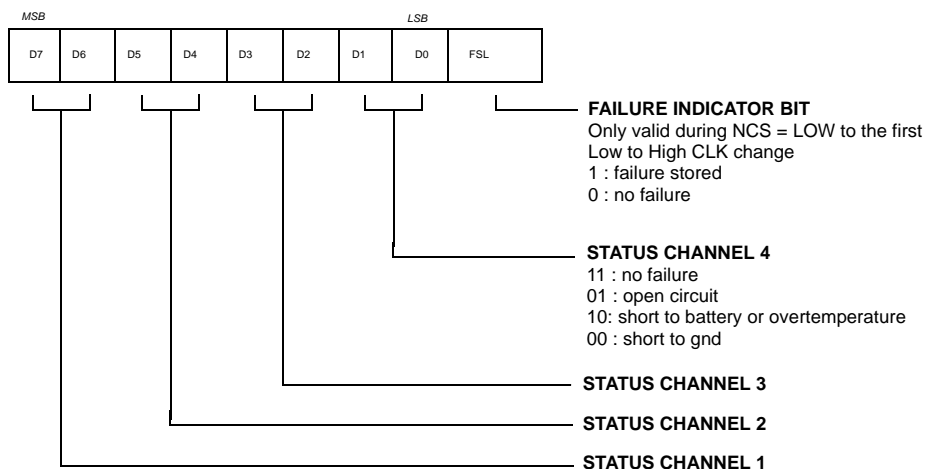 MSB LSB
D7 D6 D5 D4 D3 D2 D1 D0 FSL
FAILURE INDICATOR BIT
Only valid during NCS = LOW to the first
Low to High CLK change
1 : failure stored
0 : no failure
STATUS CHANNEL 4
11 : no failure
01 : open circuit
10: short to battery or overtemperature
00 : short to gnd
STATUS CHANNEL 3
STATUS CHANNEL 2
STATUS CHANNEL 1